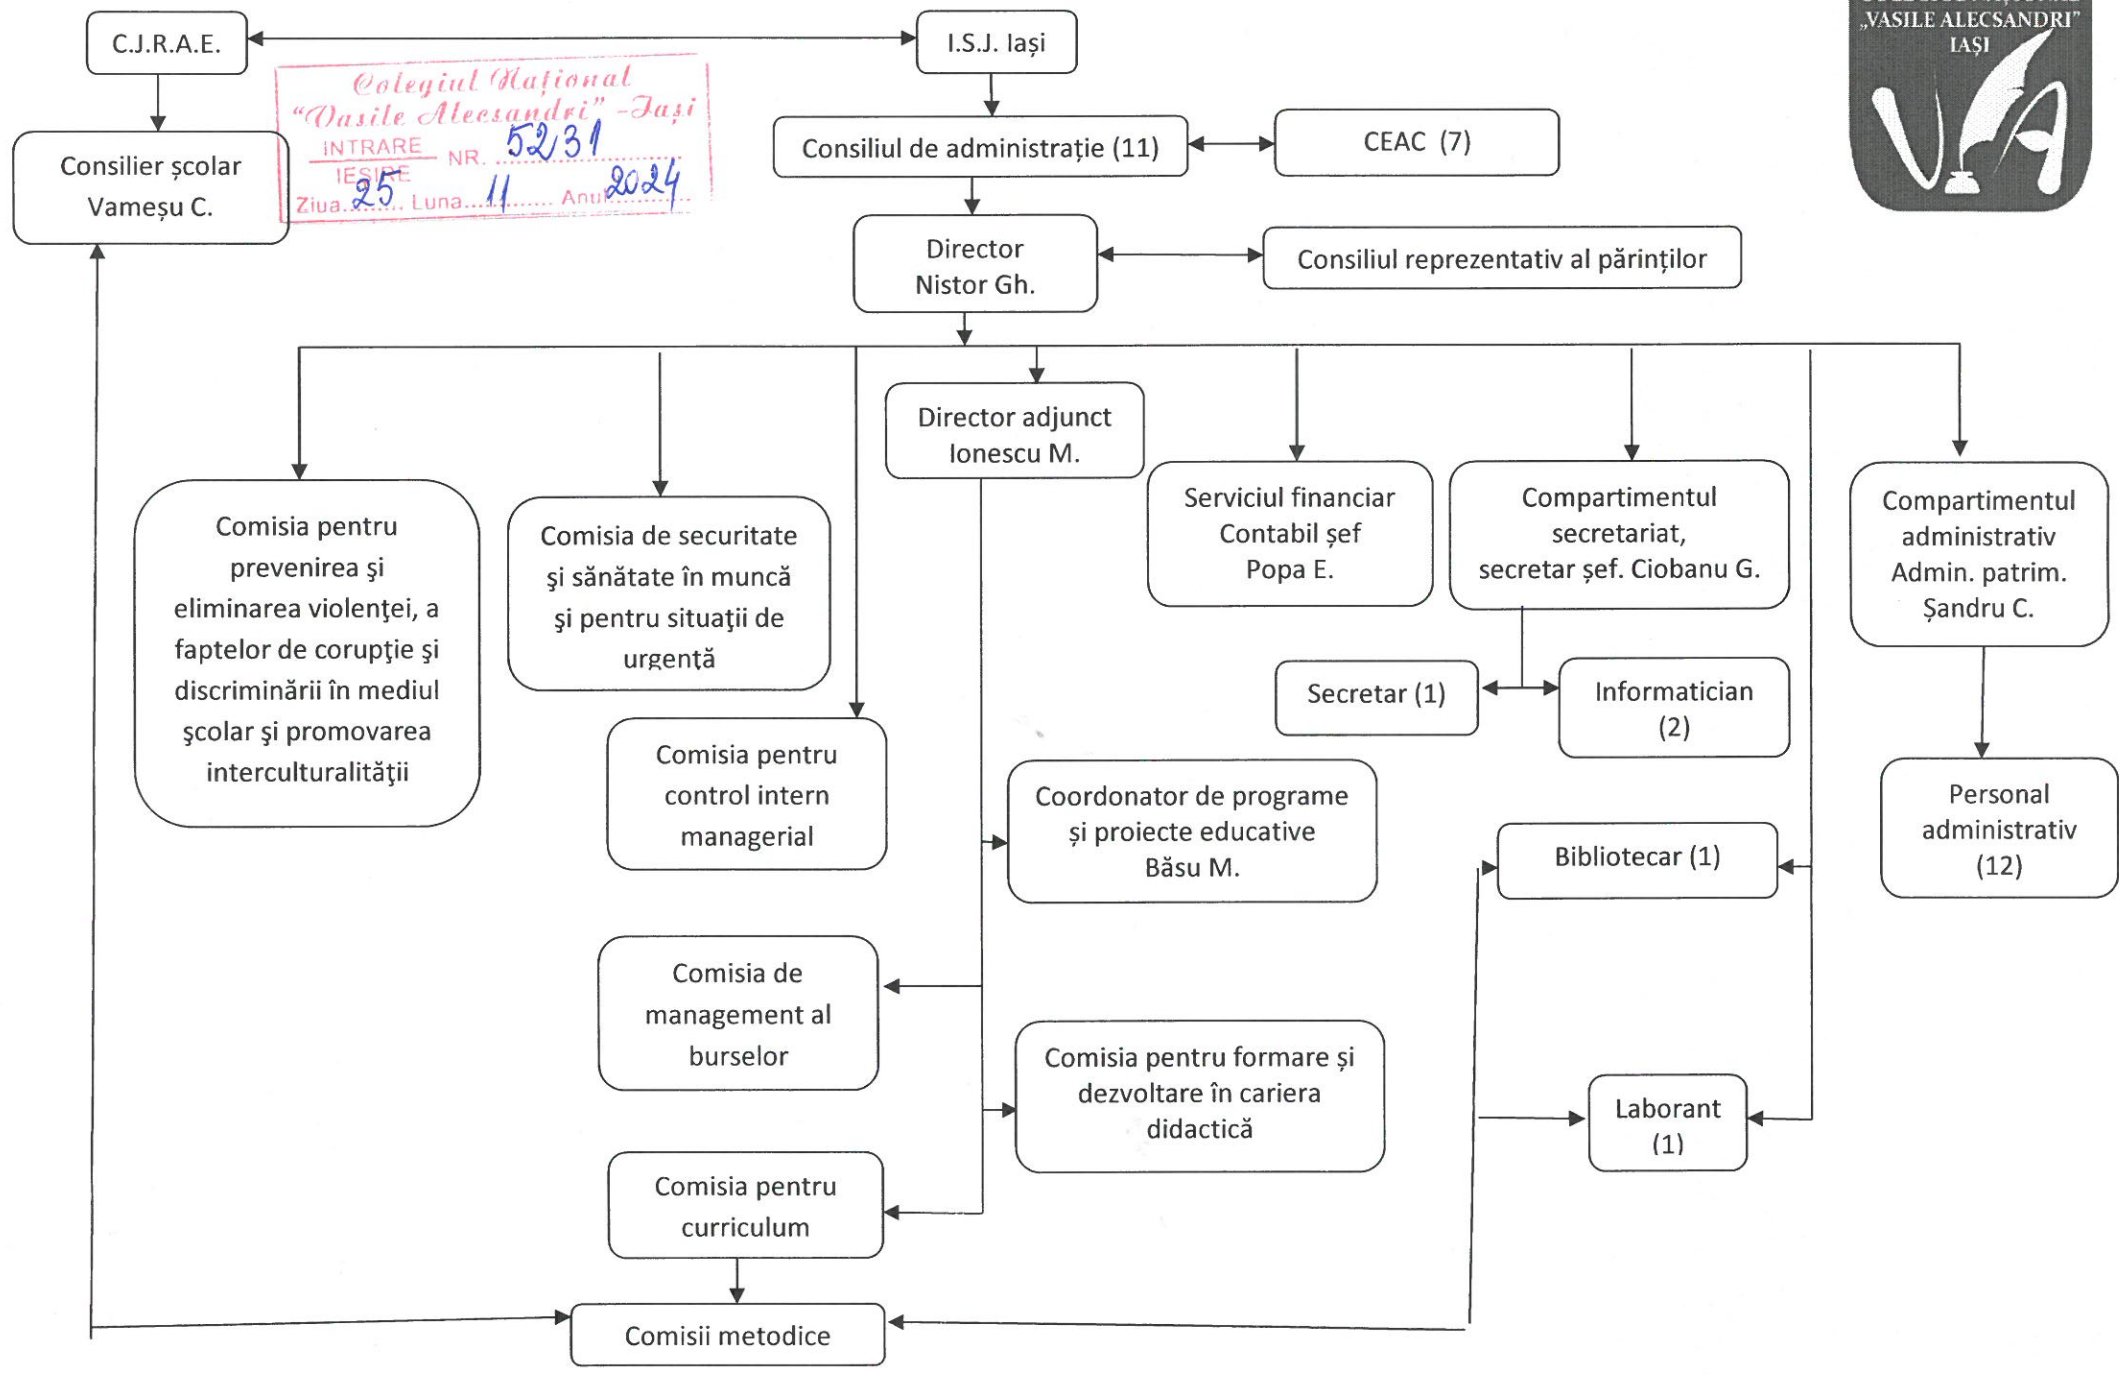 C.J.R.A.E.
I.S.J. Iași
„VASILE ALECSANDRI”
IAȘI
Colegiul Național
“Vasile Alecsandri” -Iași
INTRARE
IEȘIRE
NR. 5231
Ziua 25 Luna 11 Anul 2024
Consilier școlar
Vameșu C.
Consiliul de administrație (11)
CEAC (7)
Director
Nistor Gh.
Consiliul reprezentativ al părinților
Director adjunct
Ionescu M.
Comisia pentru
prevenirea şi
eliminarea violenţei, a
faptelor de corupţie şi
discriminării în mediul
şcolar şi promovarea
interculturalităţii
Comisia de securitate
şi sănătate în muncă
şi pentru situaţii de
urgenţă
Serviciul financiar
Contabil șef
Popa E.
Compartimentul
secretariat,
secretar șef. Ciobanu G.
Compartimentul
administrativ
Admin. patrim.
Șandru C.
Secretar (1)
Informatician
(2)
Comisia pentru
control intern
managerial
Coordonator de programe
și proiecte educative
Băsu M.
Bibliotecar (1)
Personal
administrativ
(12)
Comisia de
management al
burselor
Comisia pentru formare și
dezvoltare în cariera
didactică
Laborant
(1)
Comisia pentru
curriculum
Comisii metodice